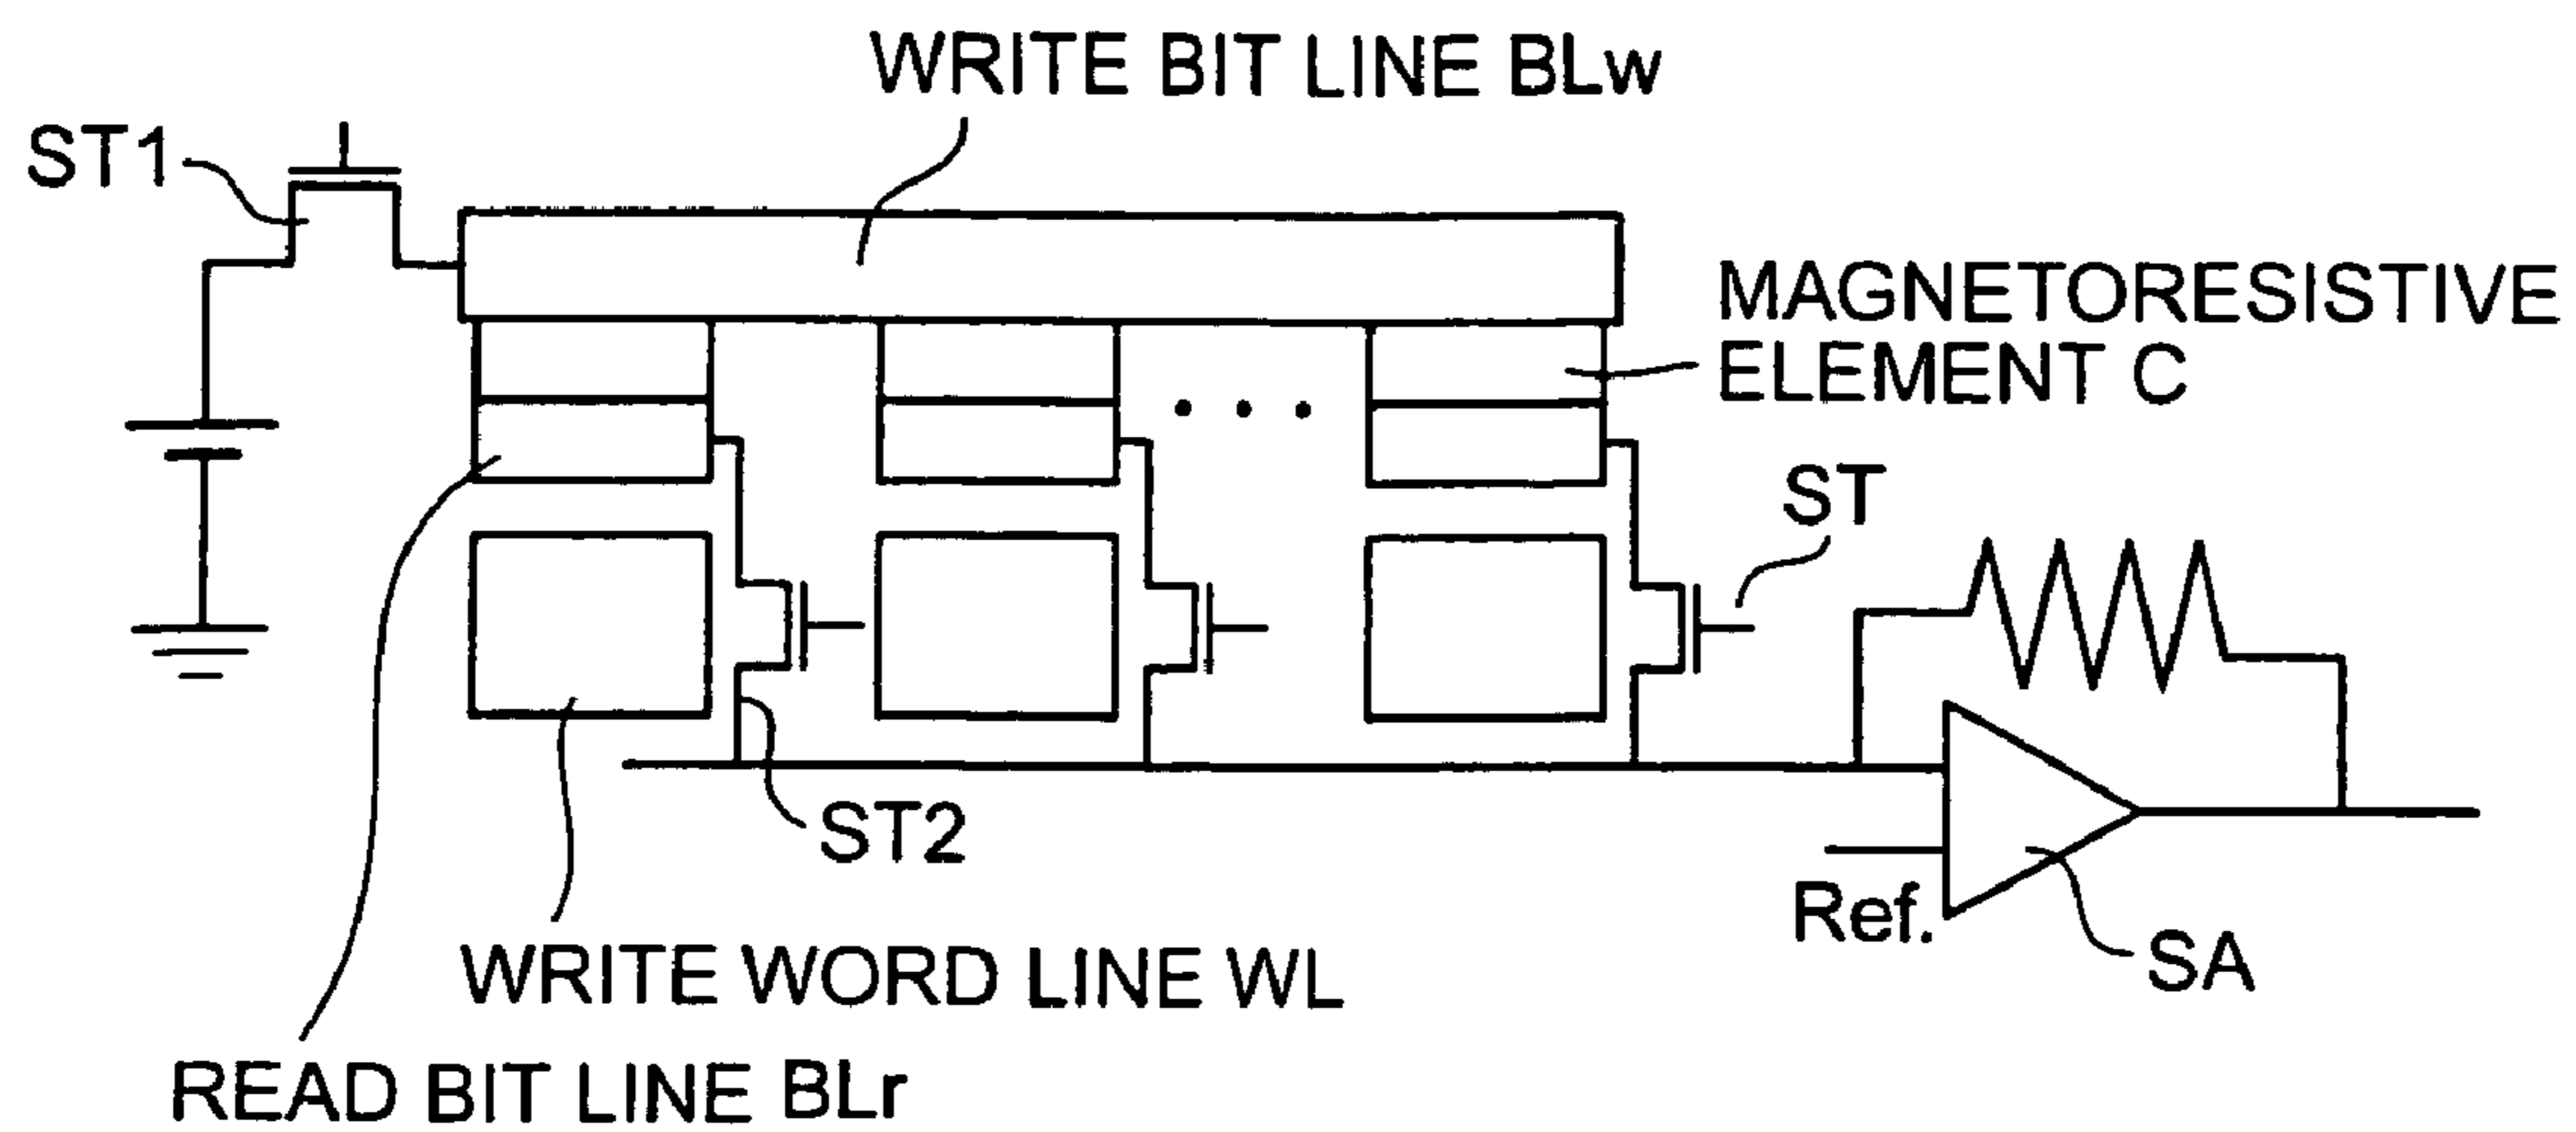 WRITE BIT LINE BLw
ST1
MAGNETORESISTIVE
ELEMENT C
ST
ST2
Ref.
SA
WRITE WORD LINE WL
READ BIT LINE BLr